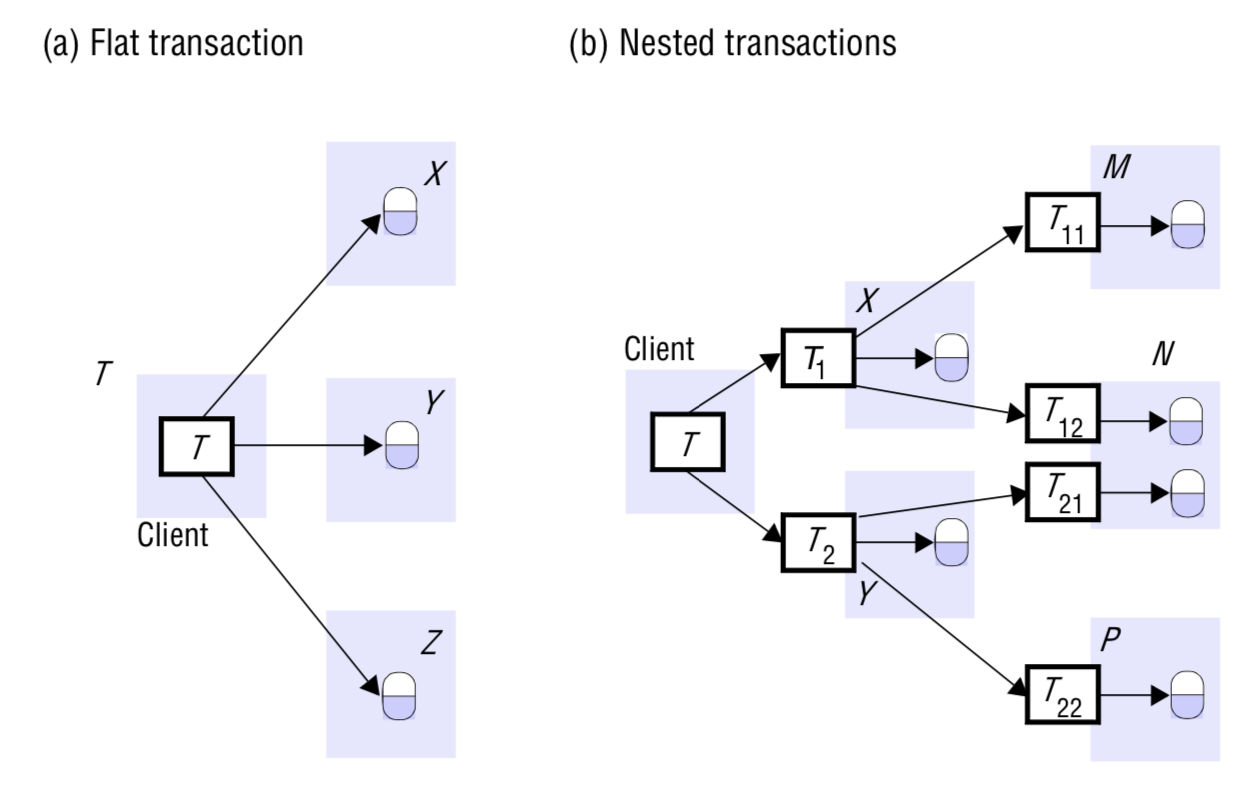 (a) Flat transaction
X
T
Y
T
Client
Z
(b) Nested transactions
M
T11
X
Client
T1
N
T12
T
T21
T2
Y
P
T22